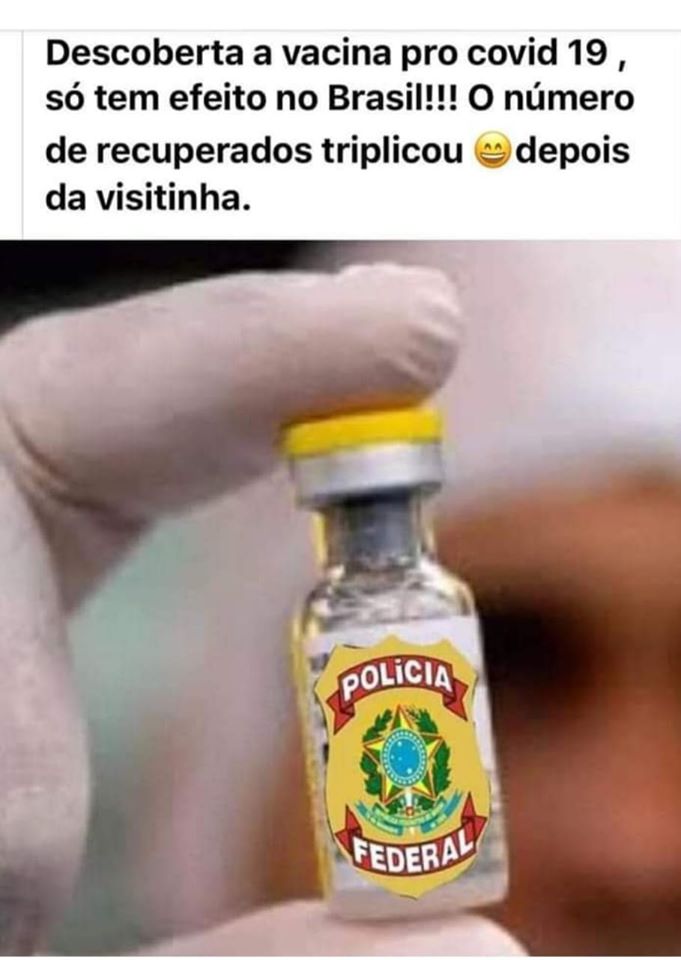 Descoberta a vacina pro covid 19 ,
só tem efeito no Brasil!!! O número
de recuperados triplicou 😄depois
da visitinha.
POLiCIA
FEDERAL